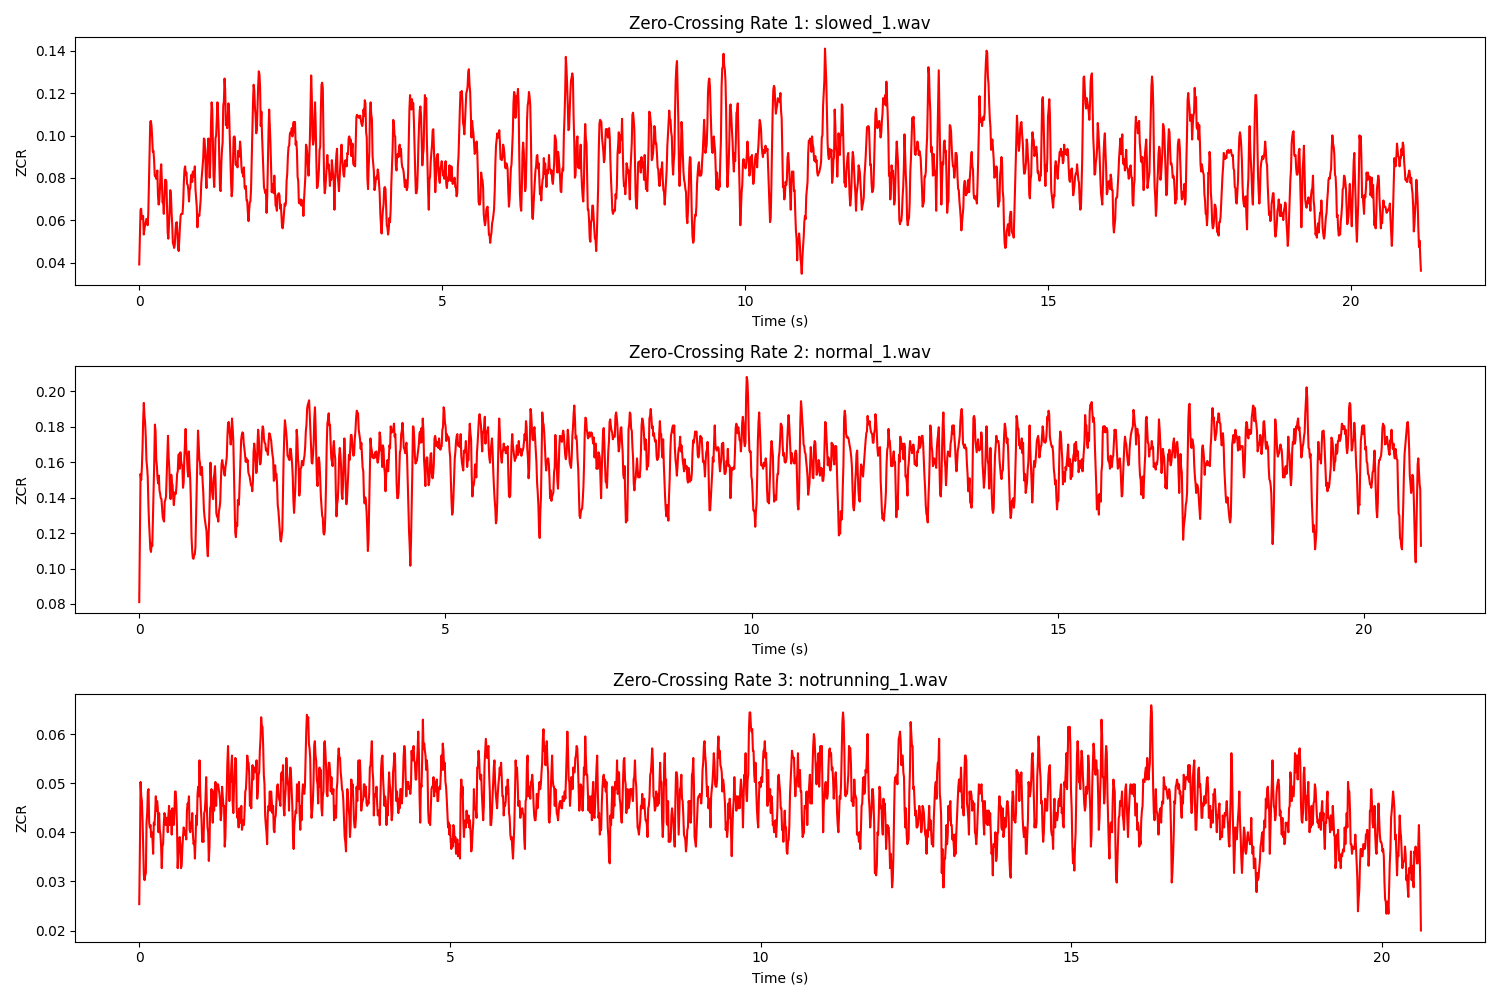 Zero-Crossing Rate 1: slowed_1.wav
0.14
0.12
0.10
0.08
0.06
0.04
ZCR
0 5 10 15 20
Time (s)
Zero-Crossing Rate 2: normal_1.wav
0.20
0.18
0.16
0.14
0.12
0.10
0.08
ZCR
0 5 10 15 20
Time (s)
Zero-Crossing Rate 3: notrunning_1.wav
0.06
0.05
0.04
0.03
0.02
ZCR
0 5 10 15 20
Time (s)